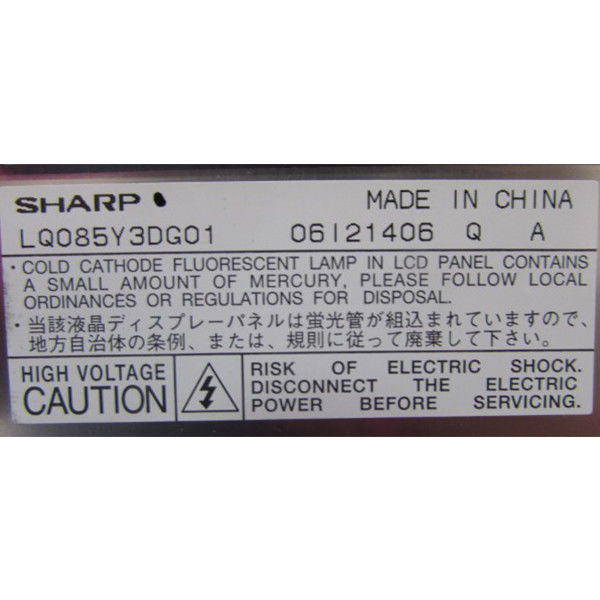 SHARP MADE IN CHINA
LQ085Y3DG01 06I21406 Q A
・COLD CATHODE FLUORESCENT LAMP IN LCD PANEL CONTAINS
A SMALL AMOUNT OF MERCURY, PLEASE FOLLOW LOCAL
ORDINANCES OR REGULATIONS FOR DISPOSAL.
・当該液晶ディスプレーパネルは蛍光管が組込まれていますので、
地方自治体の条例、または、規則に従って廃棄して下さい。
HIGH VOLTAGE
CAUTION
RISK OF ELECTRIC SHOCK.
DISCONNECT THE ELECTRIC
POWER BEFORE SERVICING.